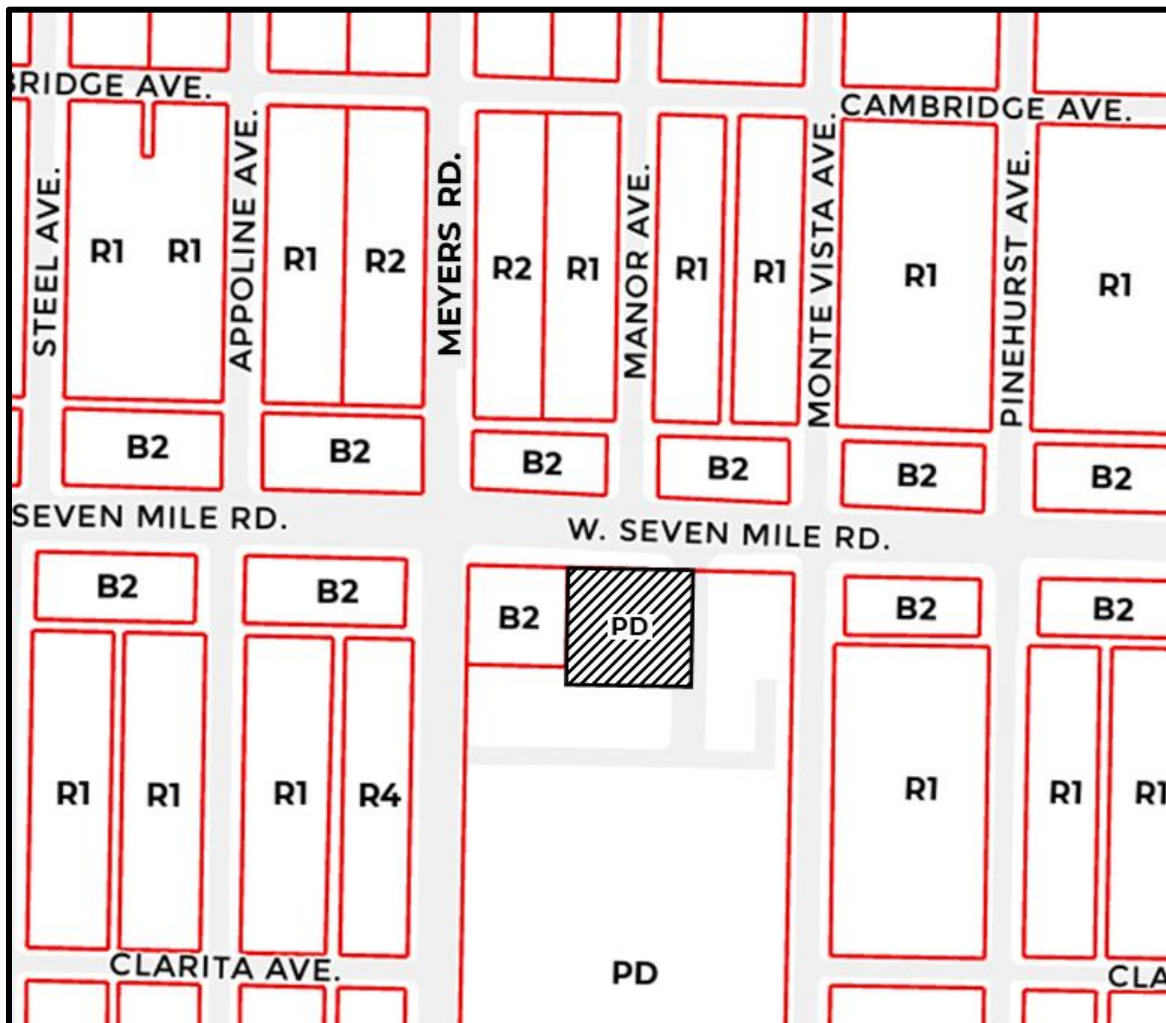 BRIDGE AVE.
CAMBRIDGE AVE.
STEEL AVE.
R1
R1
APPOLINE AVE.
R1
R2
MEYERS RD.
R2
R1
MANOR AVE.
R1
R1
MONTE VISTA AVE.
R1
PINEHURST AVE.
R1
B2
B2
B2
B2
B2
B2
SEVEN MILE RD.
W. SEVEN MILE RD.
B2
B2
B2
PD
B2
B2
R1
R1
R1
R4
R1
R1
R1
CLARITA AVE.
PD
CLA